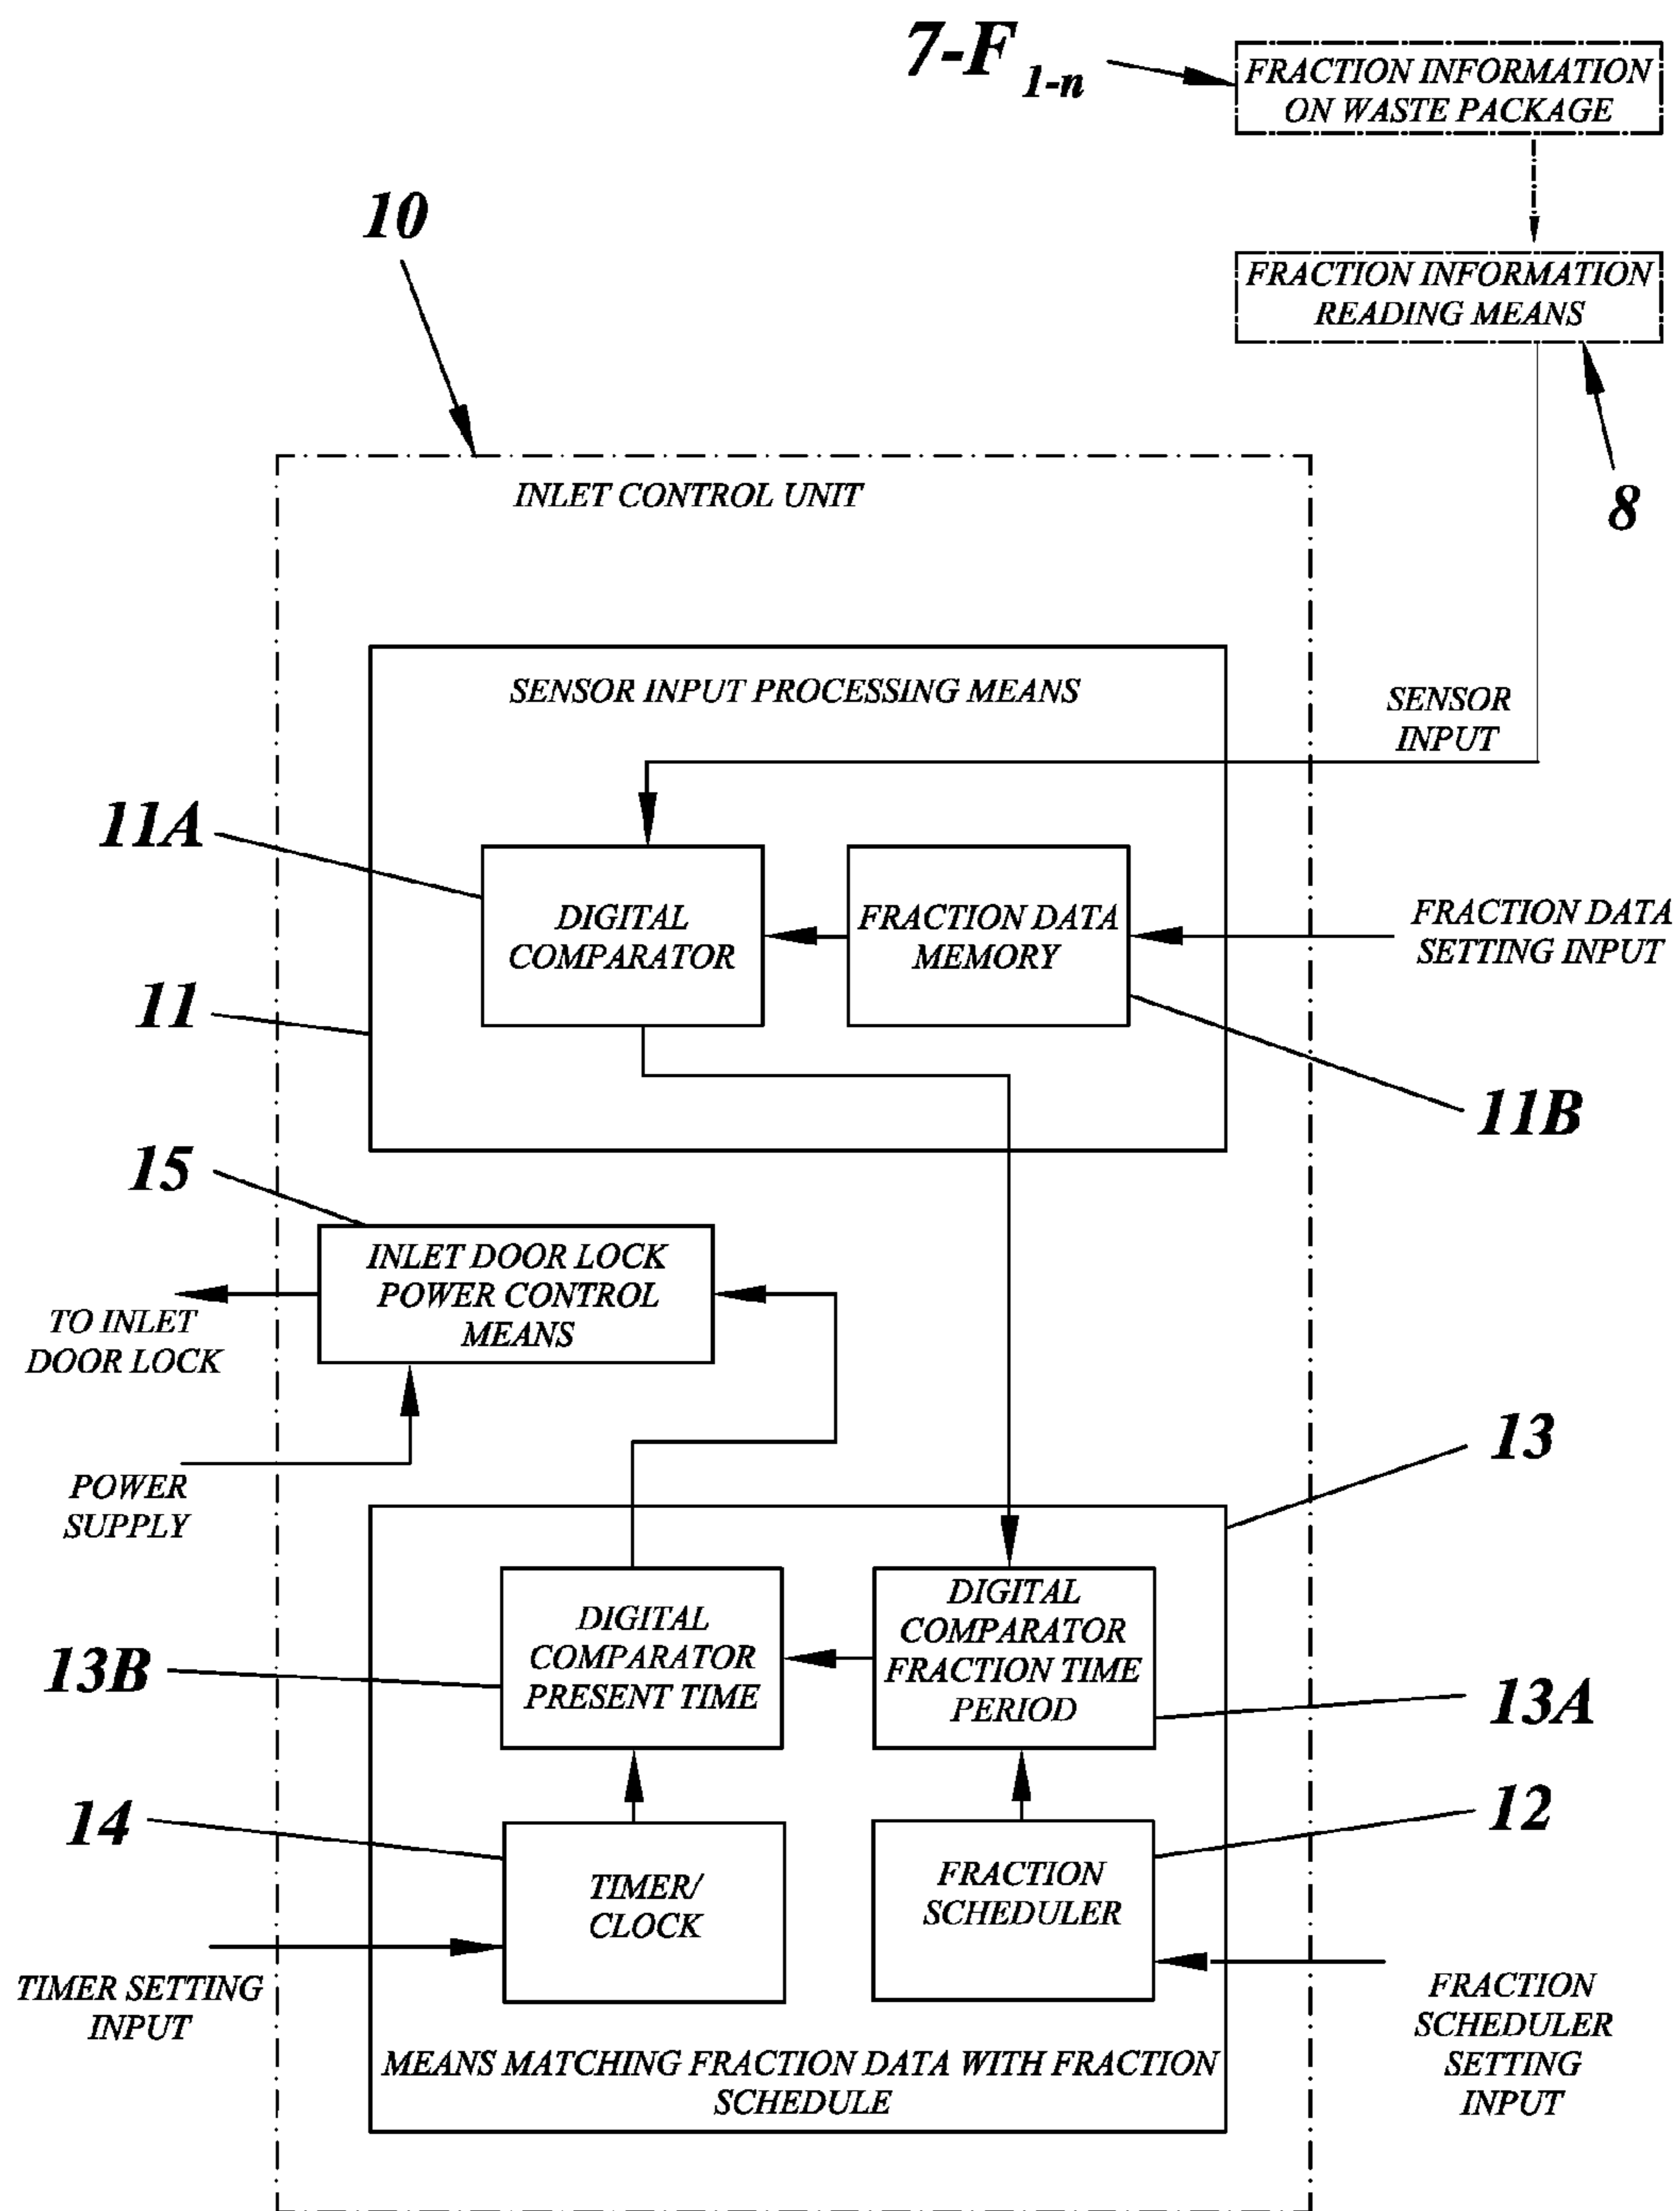 7-F 1-n
FRACTION INFORMATION
ON WASTE PACKAGE
10
FRACTION INFORMATION
READING MEANS
8
INLET CONTROL UNIT
SENSOR INPUT PROCESSING MEANS
SENSOR
INPUT
11A
DIGITAL
COMPARATOR
FRACTION DATA
MEMORY
FRACTION DATA
SETTING INPUT
11
11B
15
INLET DOOR LOCK
POWER CONTROL
MEANS
TO INLET
DOOR LOCK
POWER
SUPPLY
13
DIGITAL
COMPARATOR
PRESENT TIME
DIGITAL
COMPARATOR
FRACTION TIME
PERIOD
13B
13A
14
12
TIMER/
CLOCK
FRACTION
SCHEDULER
TIMER SETTING
INPUT
FRACTION
SCHEDULER
SETTING
INPUT
MEANS MATCHING FRACTION DATA WITH FRACTION
SCHEDULE